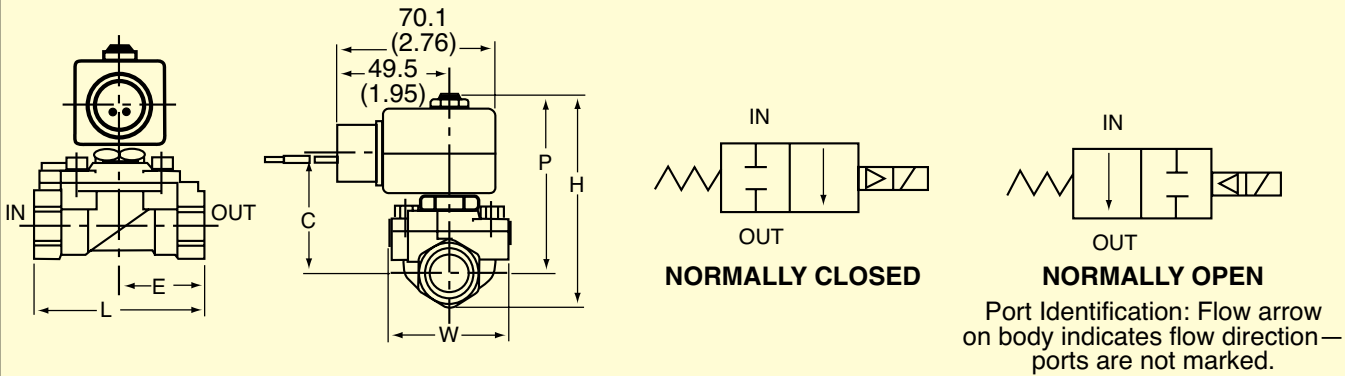 IN
OUT
E
L
70.1
(2.76)
49.5
(1.95)
P
H
C
W
IN
OUT
NORMALLY CLOSED
IN
OUT
NORMALLY OPEN
Port Identification: Flow arrow
on body indicates flow direction—
ports are not marked.